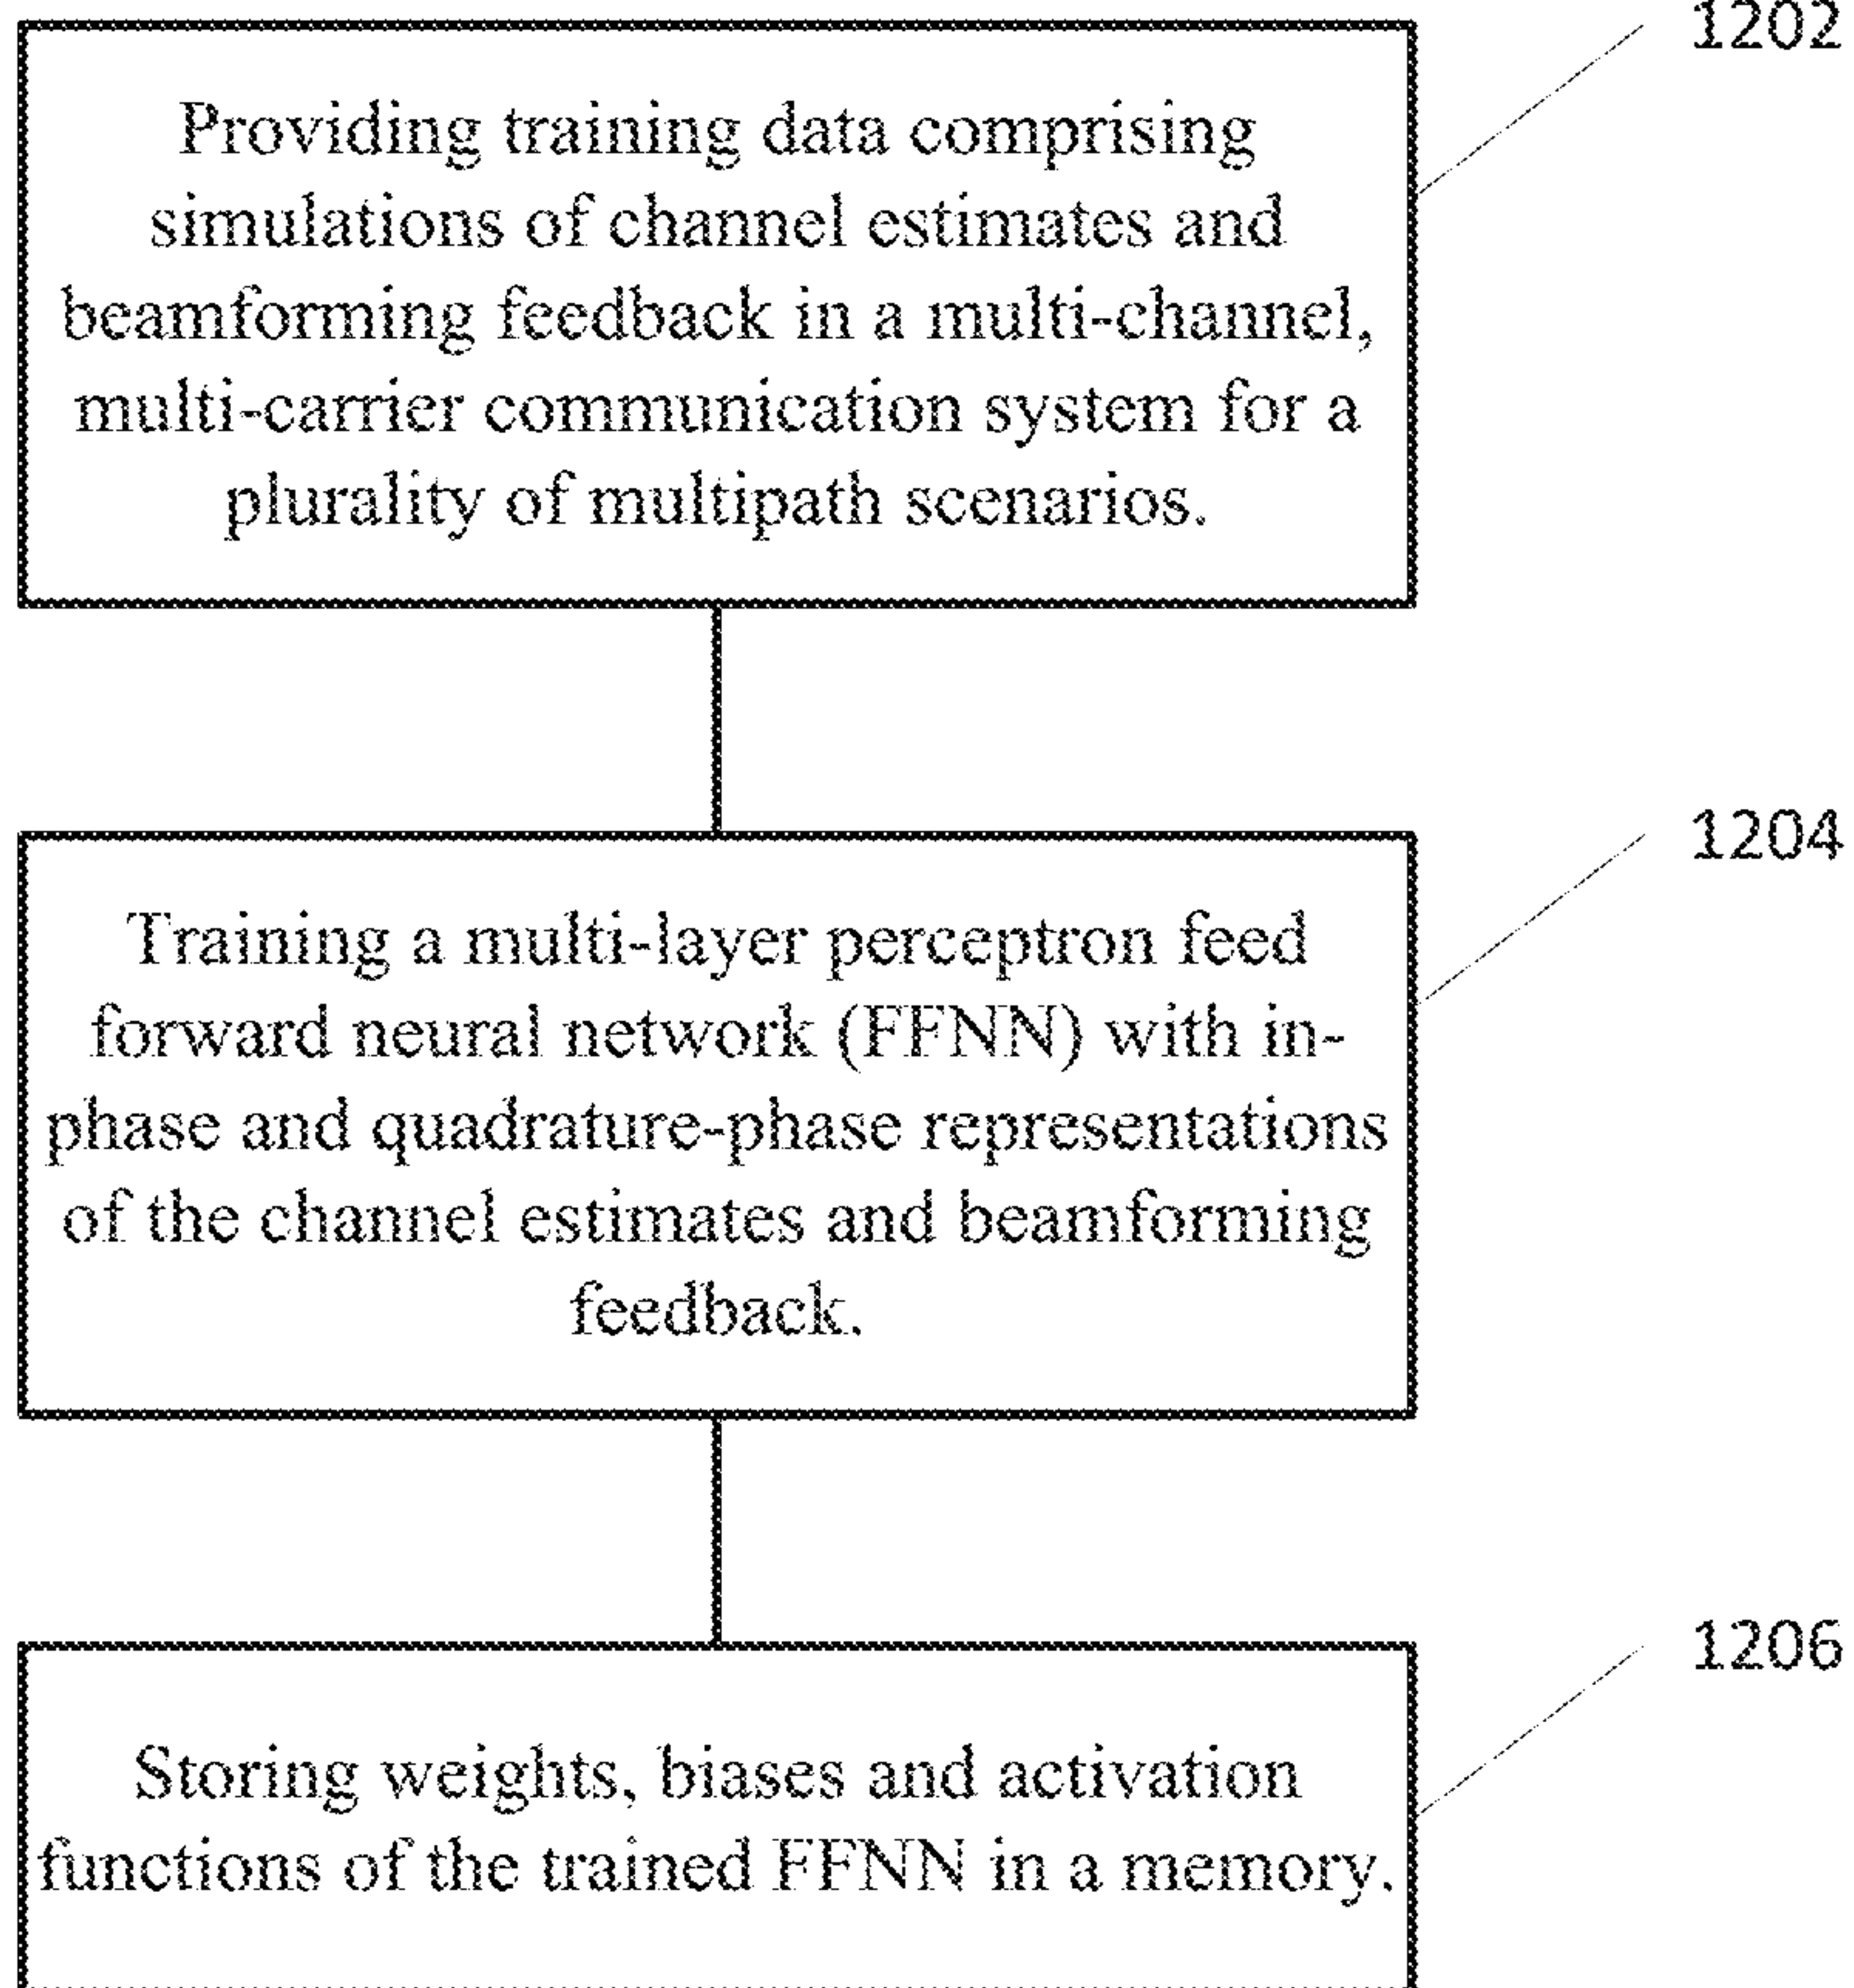 1202
Providing training data comprising
simulations of channel estimates and
beamforming feedback in a multi-channel,
multi-carrier communication system for a
plurality of multipath scenarios.
1204
Training a multi-layer perceptron feed
forward neural network (FFNN) with in-
phase and quadrature-phase representations
of the channel estimates and beamforming
feedback.
1206
Storing weights, biases and activation
functions of the trained FFNN in a memory.